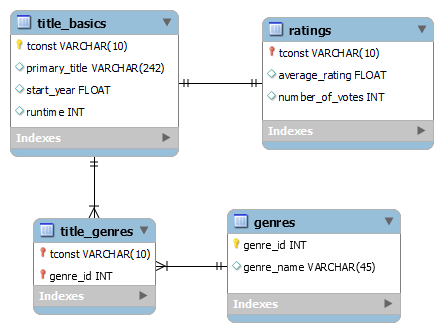 title_basics
tconst VARCHAR(10)
primary_title VARCHAR(242)
start_year FLOAT
runtime INT
Indexes
ratings
tconst VARCHAR(10)
average_rating FLOAT
number_of_votes INT
Indexes
title_genres
tconst VARCHAR(10)
genre_id INT
Indexes
genres
genre_id INT
genre_name VARCHAR(45)
Indexes